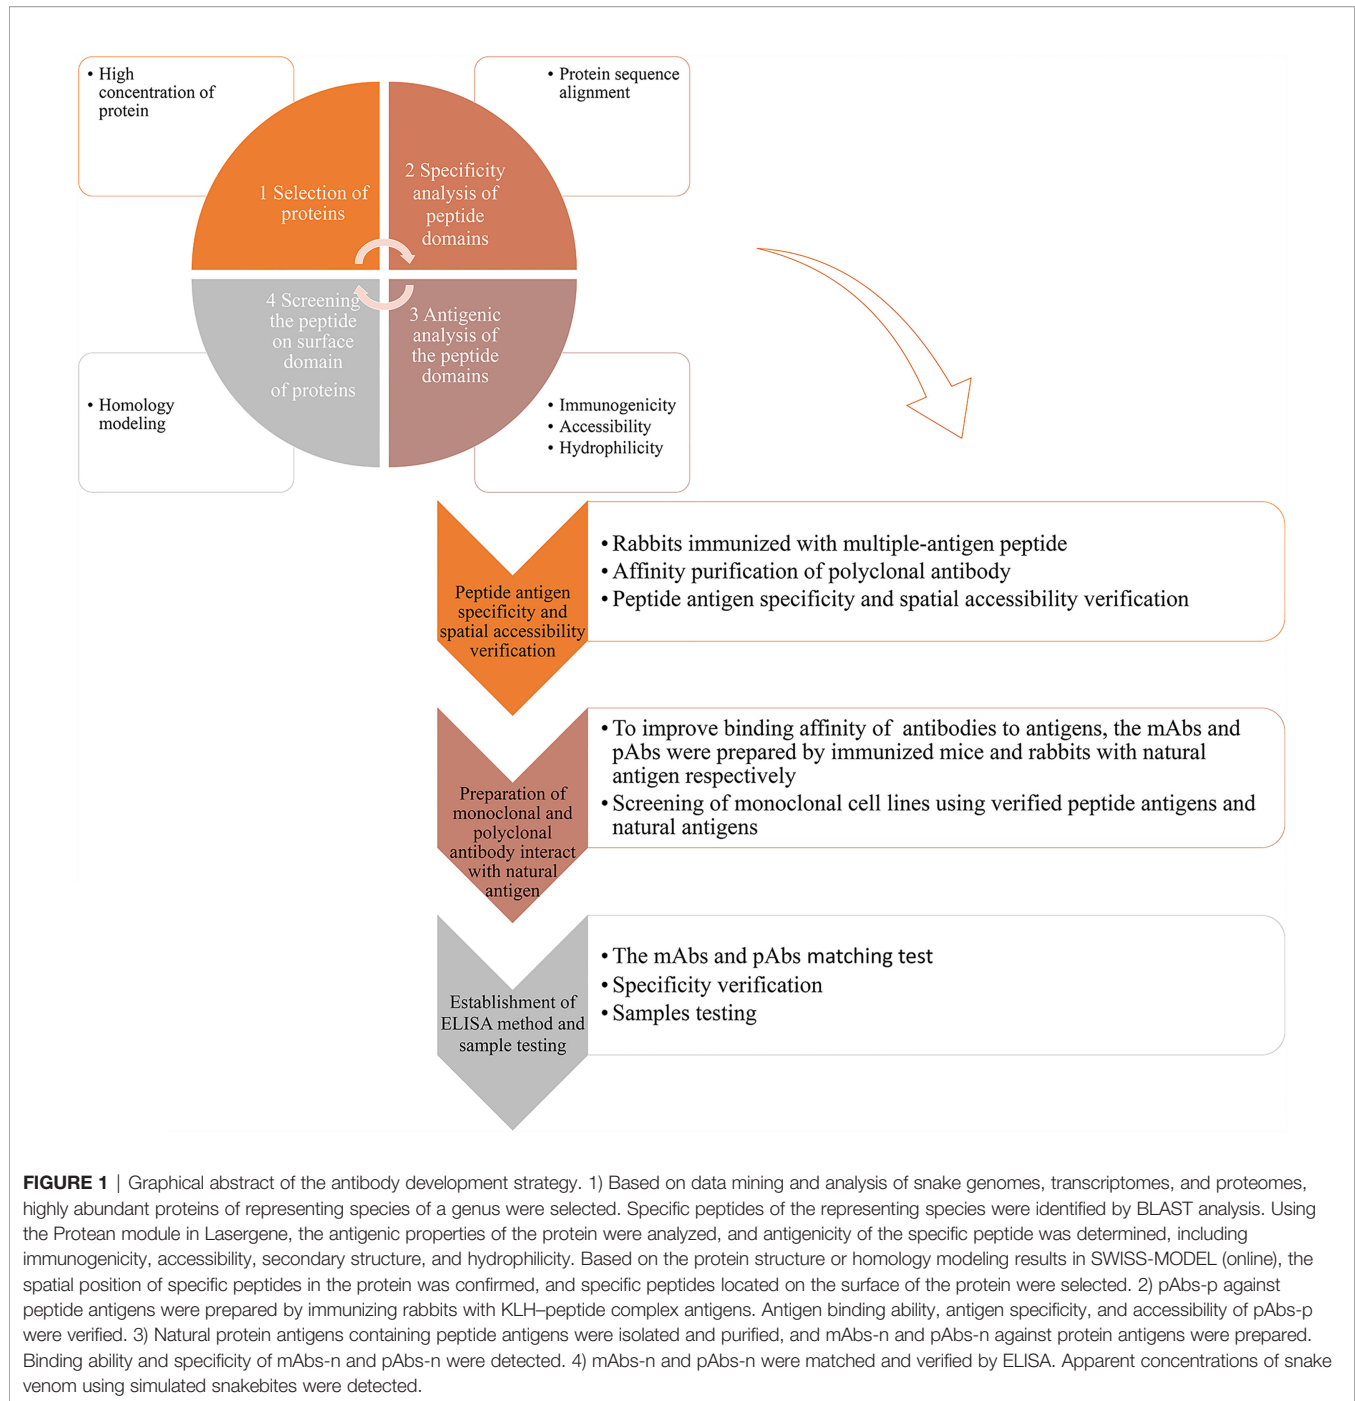 • High
concentration of
protein
• Protein sequence
alignment
1 Selection of
proteins
2 Specificity
analysis of
peptide
domains
4 Screening
the peptide
on surface
domain
of proteins
3 Antigenic
analysis of
the peptide
domains
• Homology
modeling
• Immunogenicity
• Accessibility
• Hydrophilicity
Peptide antigen
specificity and
spatial accessibility
verification
• Rabbits immunized with multiple-antigen peptide
• Affinity purification of polyclonal antibody
• Peptide antigen specificity and spatial accessibility verification
Preparation of
monoclonal and
polyclonal
antibody interact
with natural
antigen
• To improve binding affinity of antibodies to antigens, the mAbs and
pAbs were prepared by immunized mice and rabbits with natural
antigen respectively
• Screening of monoclonal cell lines using verified peptide antigens and
natural antigens
Establishment of
ELISA method and
sample testing
• The mAbs and pAbs matching test
• Specificity verification
• Samples testing
FIGURE 1 | Graphical abstract of the antibody development strategy. 1) Based on data mining and analysis of snake genomes, transcriptomes, and proteomes,
highly abundant proteins of representing species of a genus were selected. Specific peptides of the representing species were identified by BLAST analysis. Using
the Protean module in Lasergene, the antigenic properties of the protein were analyzed, and antigenicity of the specific peptide was determined, including
immunogenicity, accessibility, secondary structure, and hydrophilicity. Based on the protein structure or homology modeling results in SWISS-MODEL (online), the
spatial position of specific peptides in the protein was confirmed, and specific peptides located on the surface of the protein were selected. 2) pAbs-p against
peptide antigens were prepared by immunizing rabbits with KLH–peptide complex antigens. Antigen binding ability, antigen specificity, and accessibility of pAbs-p
were verified. 3) Natural protein antigens containing peptide antigens were isolated and purified, and mAbs-n and pAbs-n against protein antigens were prepared.
Binding ability and specificity of mAbs-n and pAbs-n were detected. 4) mAbs-n and pAbs-n were matched and verified by ELISA. Apparent concentrations of snake
venom using simulated snakebites were detected.